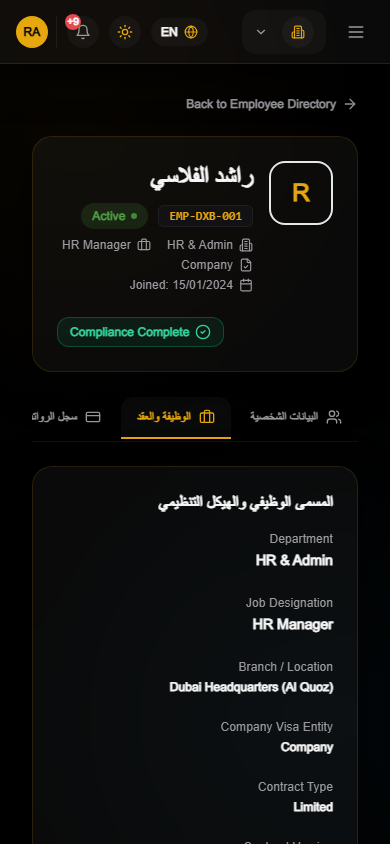 RA
+9
EN
Back to Employee Directory
راشد الفلاسي
R
EMP-DXB-001
Active
HR & Admin
HR Manager
Company
Joined: 15/01/2024
Compliance Complete
البيانات الشخصية
الوظيفة والعقد
سجل الرواتب
المسمى الوظيفي والهيكل التنظيمي
Department
HR & Admin
Job Designation
HR Manager
Branch / Location
Dubai Headquarters (Al Quoz)
Company Visa Entity
Company
Contract Type
Limited